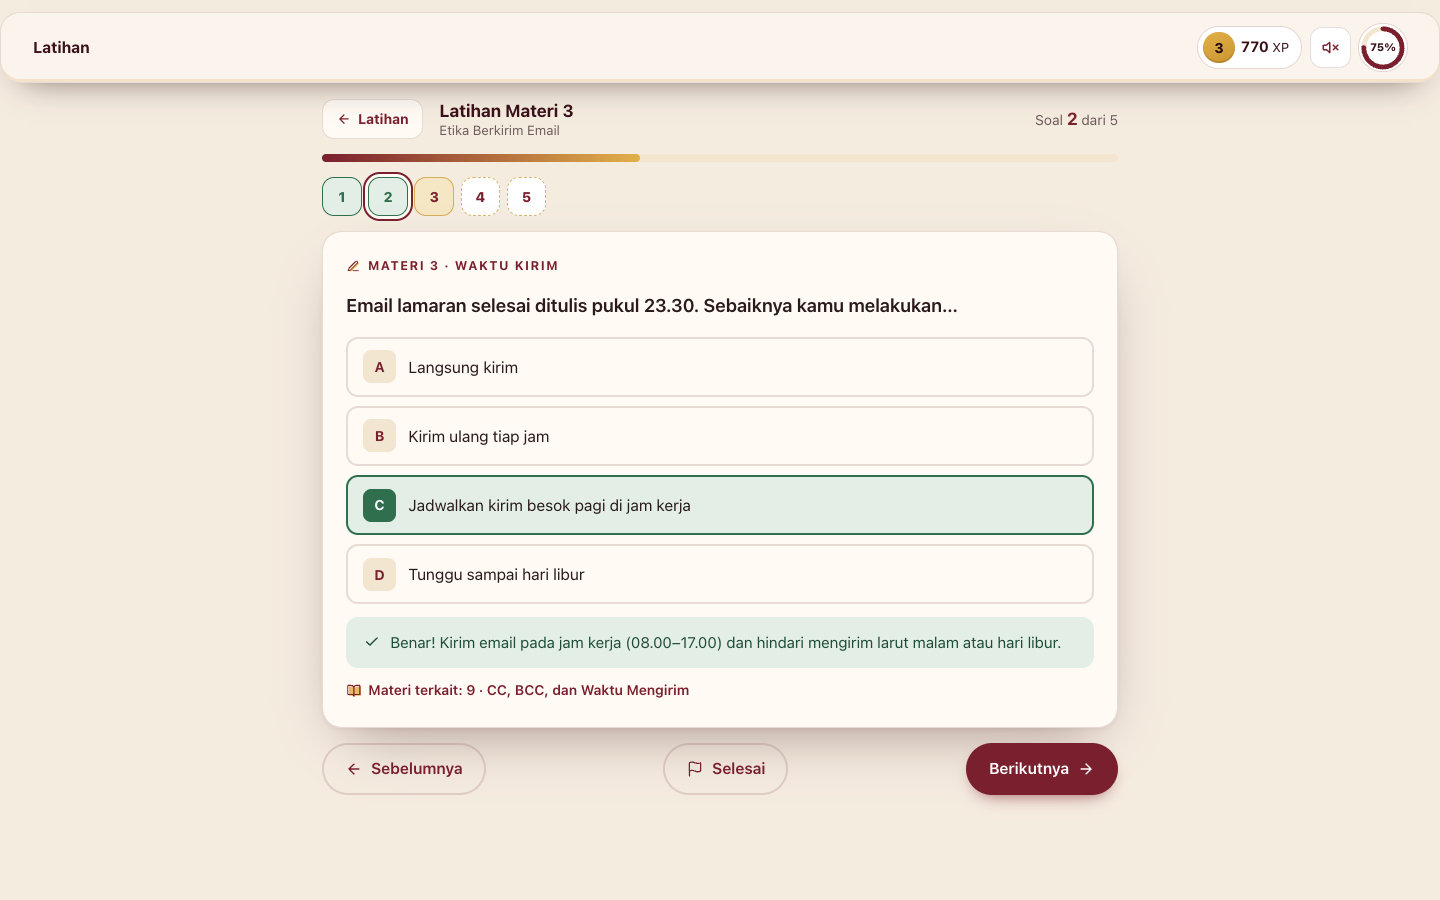 Latihan
3 770 XP
75%
Latihan
Latihan Materi 3
Etika Berkirim Email
Soal 2 dari 5
1 2 3 4 5
MATERI 3 · WAKTU KIRIM
Email lamaran selesai ditulis pukul 23.30. Sebaiknya kamu melakukan...
A Langsung kirim
B Kirim ulang tiap jam
C Jadwalkan kirim besok pagi di jam kerja
D Tunggu sampai hari libur
Benar! Kirim email pada jam kerja (08.00–17.00) dan hindari mengirim larut malam atau hari libur.
Materi terkait: 9 · CC, BCC, dan Waktu Mengirim
Sebelumnya
Selesai
Berikutnya